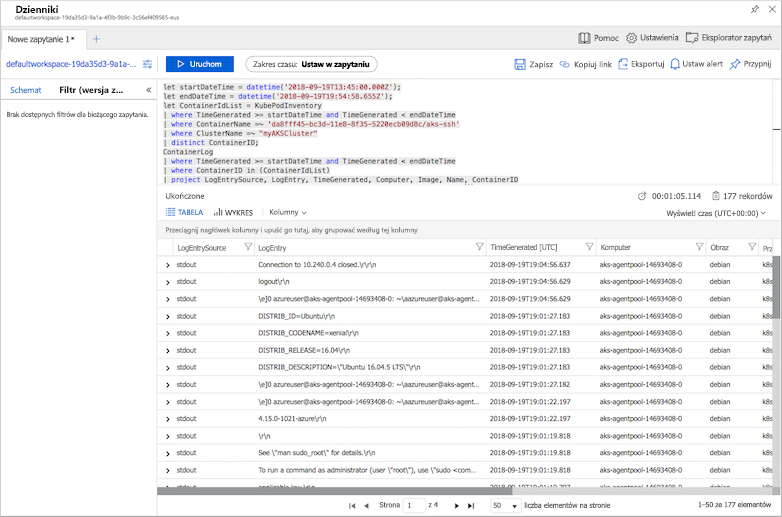 Dzienniki
defaultworkspace-19da35d3-9a1a-4f3b-9b9c-3c56ef409565-eus
Nowe zapytanie 1*
+
Pomoc
Ustawienia
Eksplorator zapytań
defaultworkspace-19da35d3-9a1a-...
Uruchom
Zakres czasu: Ustaw w zapytaniu
Zapisz
Kopiuj link
Eksportuj
Ustaw alert
Przypnij
Schemat
Filtr (wersja z...
«
Brak dostępnych filtrów dla bieżącego zapytania.
let startDateTime = datetime('2018-09-19T13:45:00.000Z');
let endDateTime = datetime('2018-09-19T19:54:58.655Z');
let ContainerIdList = KubePodInventory
| where TimeGenerated >= startDateTime and TimeGenerated < endDateTime
| where ContainerName =~ 'da8fff45-bc3d-11e8-8f35-5220ecb09d8c/aks-ssh'
| where ClusterName =~ "myAKSCluster"
| distinct ContainerID;
ContainerLog
| where TimeGenerated >= startDateTime and TimeGenerated < endDateTime
| where ContainerID in (ContainerIdList)
| project LogEntrySource, LogEntry, TimeGenerated, Computer, Image, Name, ContainerID
Ukończone
00:01:05.114
177 rekordów
TABELA
WYKRES
Kolumny
Wyświetl czas (UTC+00:00)
Przeciągnij nagłówek kolumny i upuść go tutaj, aby grupować według tej kolumny
LogEntrySource LogEntry TimeGenerated [UTC] Komputer Obraz Prz
stdout Connection to 10.240.0.4 closed.\r\r\n 2018-09-19T19:04:56.637 aks-agentpool-14693408-0 debian k8s
stdout logout\r\n 2018-09-19T19:04:56.629 aks-agentpool-14693408-0 debian k8s
stdout \e]0 azureuser@aks-agentpool-14693408-0: ~\aazureuser@aks-agent... 2018-09-19T19:04:56.629 aks-agentpool-14693408-0 debian k8s
stdout DISTRIB_ID=Ubuntu\r\n 2018-09-19T19:01:27.183 aks-agentpool-14693408-0 debian k8s
stdout DISTRIB_CODENAME=xenial\r\n 2018-09-19T19:01:27.183 aks-agentpool-14693408-0 debian k8s
stdout DISTRIB_RELEASE=16.04\r\n 2018-09-19T19:01:27.183 aks-agentpool-14693408-0 debian k8s
stdout DISTRIB_DESCRIPTION=\"Ubuntu 16.04.5 LTS\"\r\n 2018-09-19T19:01:27.183 aks-agentpool-14693408-0 debian k8s
stdout \e]0 azureuser@aks-agentpool-14693408-0: ~\aazureuser@aks-agent... 2018-09-19T19:01:27.182 aks-agentpool-14693408-0 debian k8s
stdout \e]0 azureuser@aks-agentpool-14693408-0: ~\aazureuser@aks-agent... 2018-09-19T19:01:22.197 aks-agentpool-14693408-0 debian k8s
stdout 4.15.0-1021-azure\r\n 2018-09-19T19:01:22.197 aks-agentpool-14693408-0 debian k8s
stdout \r\n 2018-09-19T19:01:19.818 aks-agentpool-14693408-0 debian k8s
stdout See \"man sudo_root\" for details.\r\n 2018-09-19T19:01:19.818 aks-agentpool-14693408-0 debian k8s
stdout To run a command as administrator (user \"root\"), use \"sudo <com... 2018-09-19T19:01:19.818 aks-agentpool-14693408-0 debian k8s
Strona 1 z 4
50 liczba elementów na stronie
1–50 ze 177 elementów